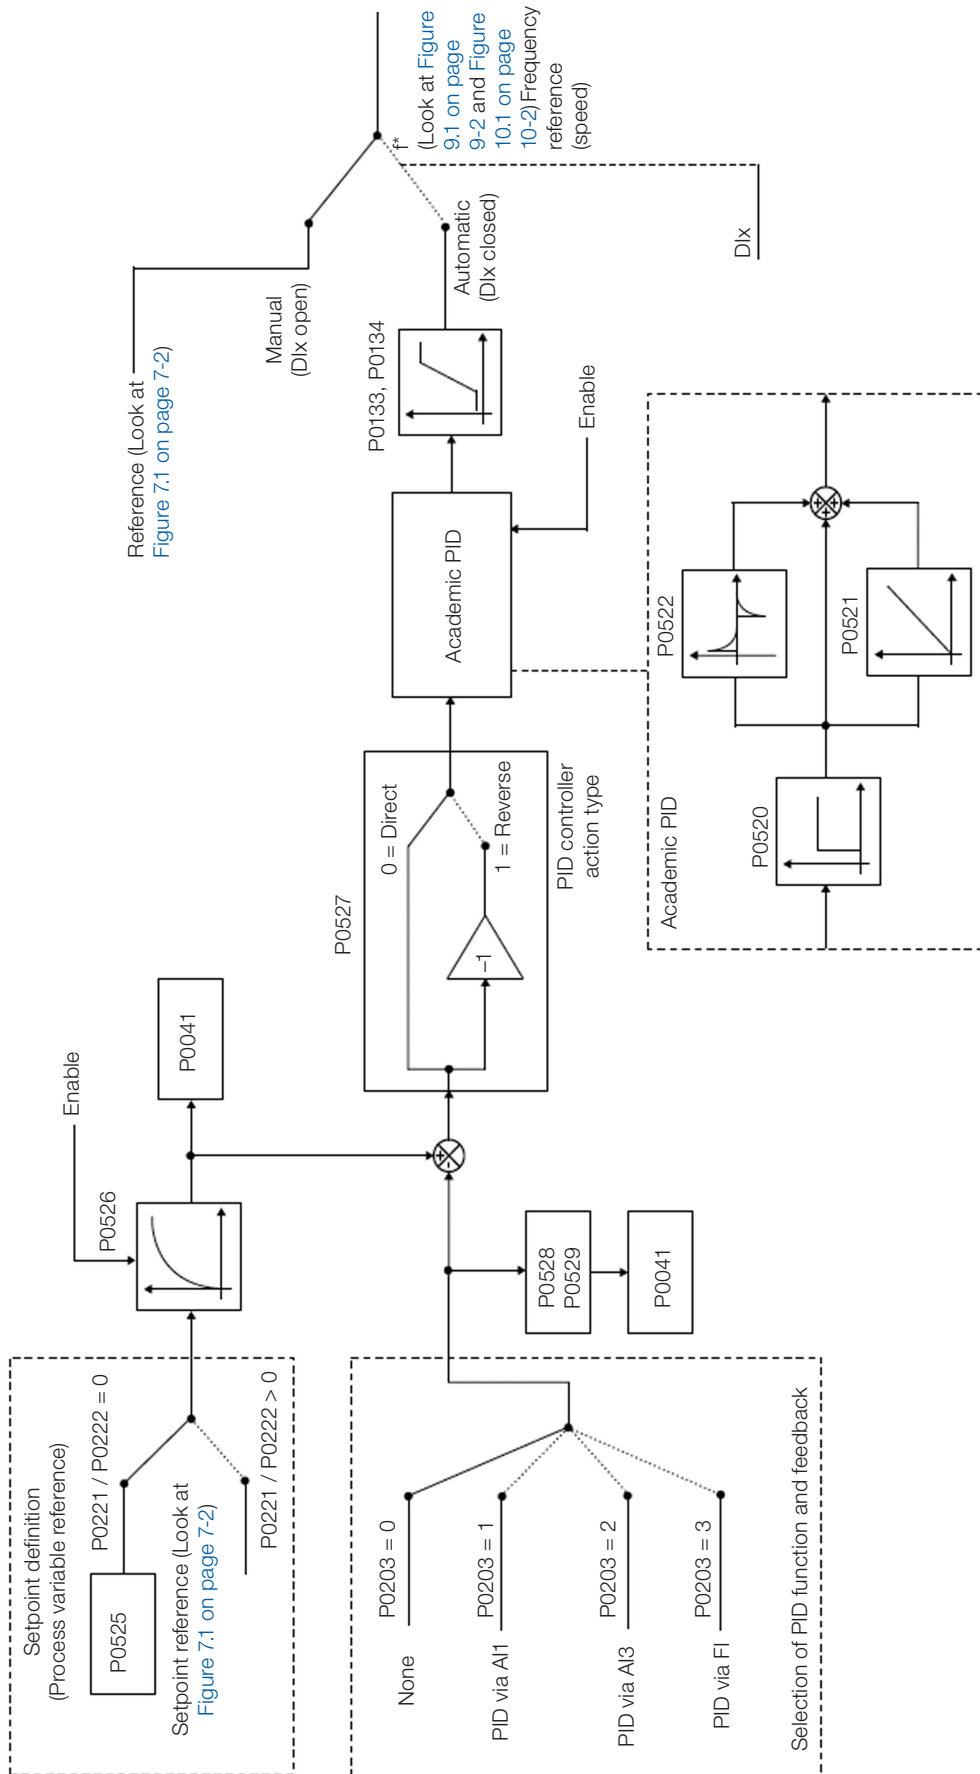 Setpoint definition
(Process variable reference)
P0525
P0221 / P0222 = 0
Setpoint reference (Look at
Figure 7.1 on page 7-2)
P0221 / P0222 > 0
P0526
Enable
P0041
None
P0203 = 0
PID via AI1
P0203 = 1
PID via AI3
P0203 = 2
PID via FI
P0203 = 3
Selection of PID function and feedback
P0528
P0529
P0041
+
-
P0527
0 = Direct
-1
1 = Reverse
PID controller
action type
Academic PID
Enable
P0133, P0134
Reference (Look at
Figure 7.1 on page 7-2)
Manual
(DIx open)
Automatic
(DIx closed)
DIx
f*
(Look at Figure
9.1 on page
9-2 and Figure
10.1 on page
10-2) Frequency
reference
(speed)
Academic PID
P0520
P0522
P0521
+
+
+